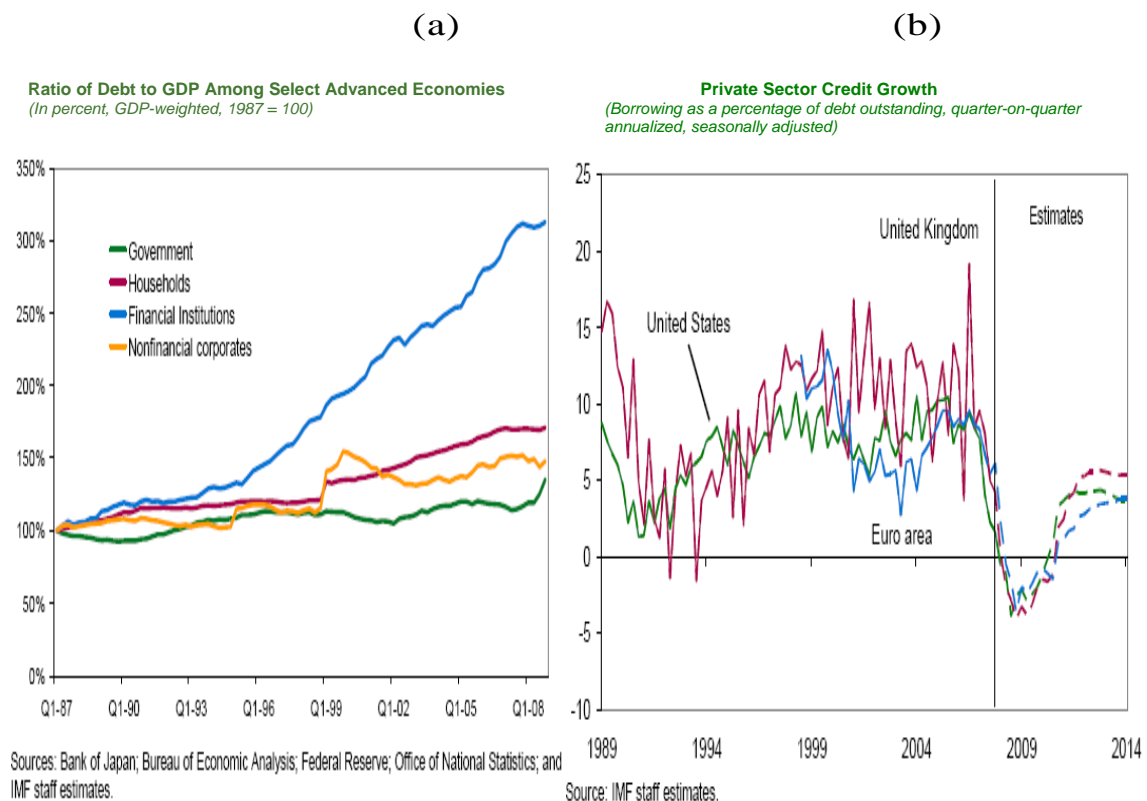 (a)
Ratio of Debt to GDP Among Select Advanced Economies
(In percent, GDP-weighted, 1987 = 100)
350%
300%
250%
200%
150%
100%
50%
0%
Government
Households
Financial Institutions
Nonfinancial corporates
Q1-87
Q1-90
Q1-93
Q1-96
Q1-99
Q1-02
Q1-05
Q1-08
Sources: Bank of Japan; Bureau of Economic Analysis; Federal Reserve; Office of National Statistics; and
IMF staff estimates.
(b)
Private Sector Credit Growth
(Borrowing as a percentage of debt outstanding, quarter-on-quarter
annualized, seasonally adjusted)
25
20
15
10
5
0
-5
-10
United Kingdom
Estimates
United States
Euro area
1989
1994
1999
2004
2009
2014
Source: IMF staff estimates.